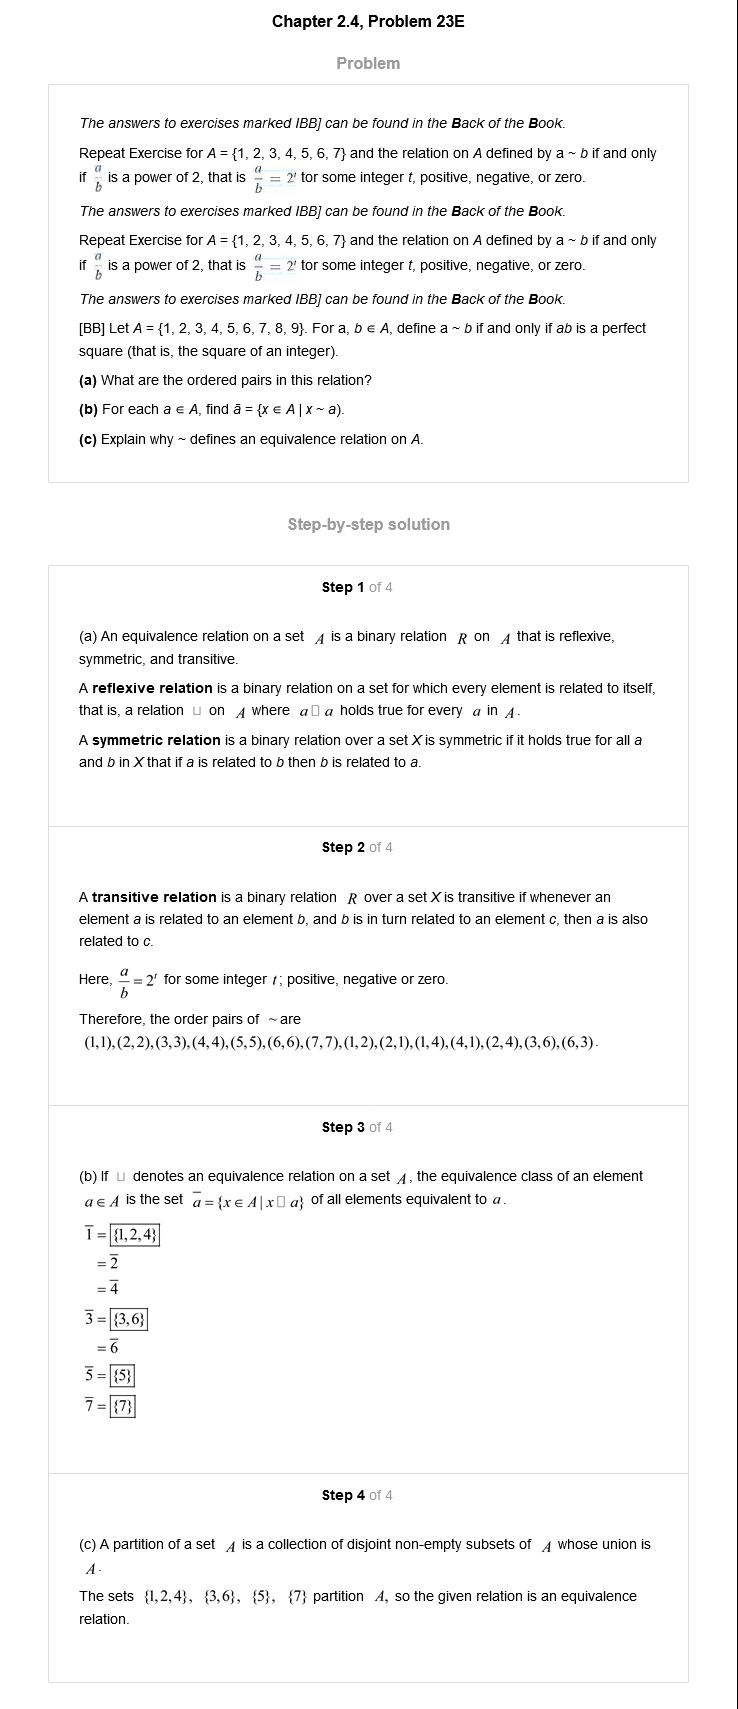 Chapter 2.4, Problem 23E
Problem
The answers to exercises marked IBB] can be found in the Back of the Book.
Repeat Exercise for A = {1, 2, 3, 4, 5, 6, 7} and the relation on A defined by a ~ b if and only
if a/b is a power of 2, that is a/b = 2^t tor some integer t, positive, negative, or zero.
The answers to exercises marked IBB] can be found in the Back of the Book.
Repeat Exercise for A = {1, 2, 3, 4, 5, 6, 7} and the relation on A defined by a ~ b if and only
if a/b is a power of 2, that is a/b = 2^t tor some integer t, positive, negative, or zero.
The answers to exercises marked IBB] can be found in the Back of the Book.
[BB] Let A = {1, 2, 3, 4, 5, 6, 7, 8, 9}. For a, b ∈ A, define a ~ b if and only if ab is a perfect
square (that is, the square of an integer).
(a) What are the ordered pairs in this relation?
(b) For each a ∈ A, find ā = {x ∈ A | x ~ a).
(c) Explain why ~ defines an equivalence relation on A.
Step-by-step solution
Step 1 of 4
(a) An equivalence relation on a set A is a binary relation R on A that is reflexive,
symmetric, and transitive.
A reflexive relation is a binary relation on a set for which every element is related to itself,
that is, a relation ⊔ on A where a▯ a holds true for every a in A.
A symmetric relation is a binary relation over a set X is symmetric if it holds true for all a
and b in X that if a is related to b then b is related to a.
Step 2 of 4
A transitive relation is a binary relation R over a set X is transitive if whenever an
element a is related to an element b, and b is in turn related to an element c, then a is also
related to c.
Here, a/b = 2^t for some integer t; positive, negative or zero.
Therefore, the order pairs of ~ are
(1,1),(2,2),(3,3),(4,4),(5,5),(6,6),(7,7),(1,2),(2,1),(1,4),(4,1),(2,4),(3,6),(6,3).
Step 3 of 4
(b) If ⊔ denotes an equivalence relation on a set A, the equivalence class of an element
a ∈ A is the set a̅ = {x ∈ A | x▯ a} of all elements equivalent to a.
1̅ = {1,2,4}
= 2̅
= 4̅
3̅ = {3,6}
= 6̅
5̅ = {5}
7̅ = {7}
Step 4 of 4
(c) A partition of a set A is a collection of disjoint non-empty subsets of A whose union is
A.
The sets {1,2,4}, {3,6}, {5}, {7} partition A, so the given relation is an equivalence
relation.